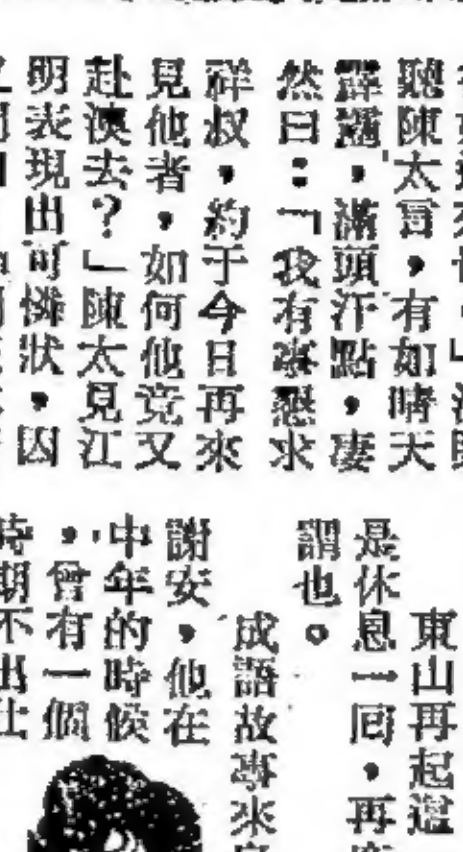 聽陳太言，有如晴天
霹靂，滿頭汗點，凄
然曰：「我有事懇求
祥叔，約于今日再來
見他者，如何他竟又
赴澳去？」陳太見江
明表現出可憐狀，因
東山再起這
是休息一回，再
謂也。
成語故事來
謝安，他在
中年的時候
，曾有一個
時期不出仕